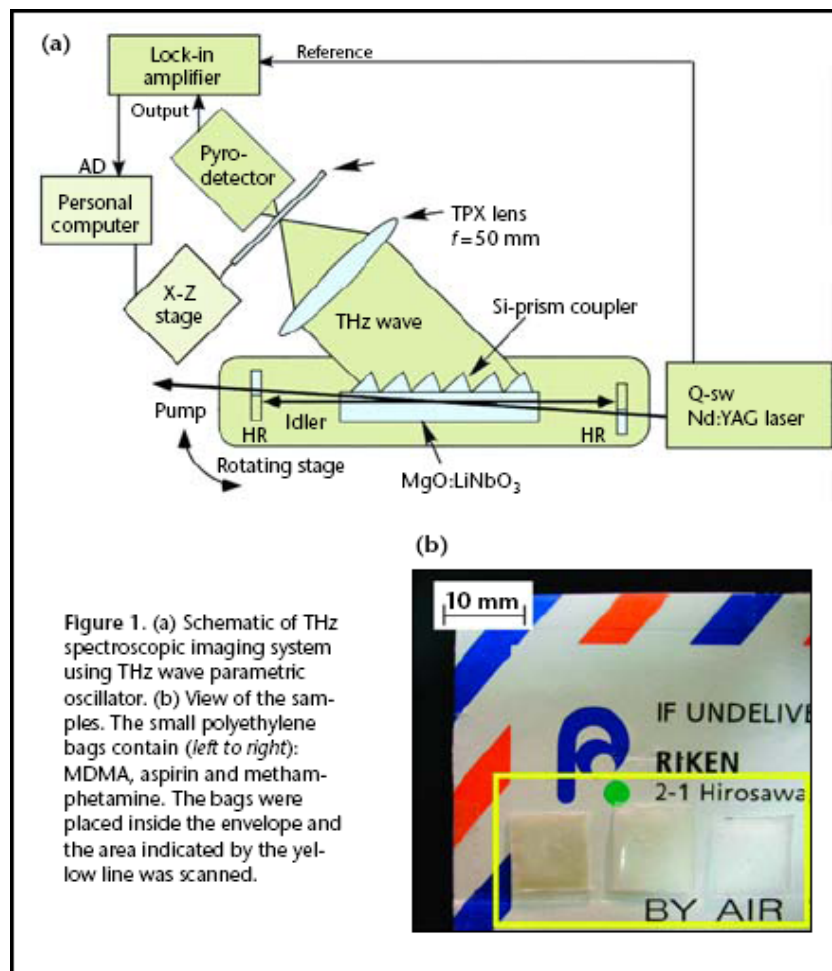 (a)
Lock-in
amplifier
Reference
Output
Pyro-
detector
AD
Personal
computer
TPX lens
f=50 mm
X-Z
stage
Si-prism coupler
THz wave
Q-sw
Nd:YAG laser
Pump
Idler
HR
HR
Rotating stage
MgO:LiNbO3
(b)
10 mm
IF UNDELIVE
RIKEN
2-1 Hirosawa
BY AIR
Figure 1. (a) Schematic of THz
spectroscopic imaging system
using THz wave parametric
oscillator. (b) View of the sam-
ples. The small polyethylene
bags contain (left to right):
MDMA, aspirin and metham-
phetamine. The bags were
placed inside the envelope and
the area indicated by the yel-
low line was scanned.